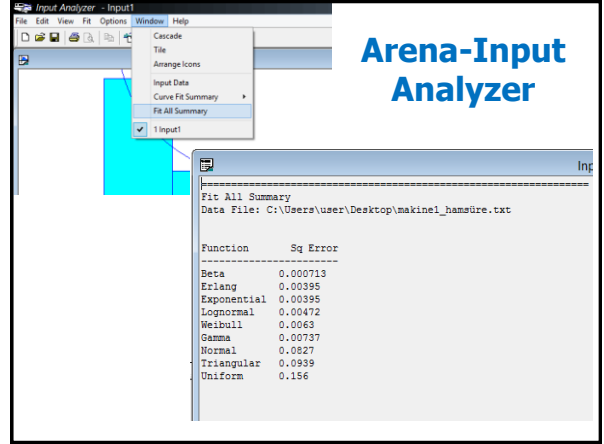 Input Analyzer - Input1
File Edit View Fit Options Window Help
Cascade
Tile
Arrange Icons
Input Data
Curve Fit Summary
Fit All Summary
1 Input1
Arena-Input
Analyzer
Inp
Fit All Summary
Data File: C:\Users\user\Desktop\makine1_hamsüre.txt
Function Sq Error
Beta 0.000713
Erlang 0.00395
Exponential 0.00395
Lognormal 0.00472
Weibull 0.0063
Gamma 0.00737
Normal 0.0827
Triangular 0.0939
Uniform 0.156